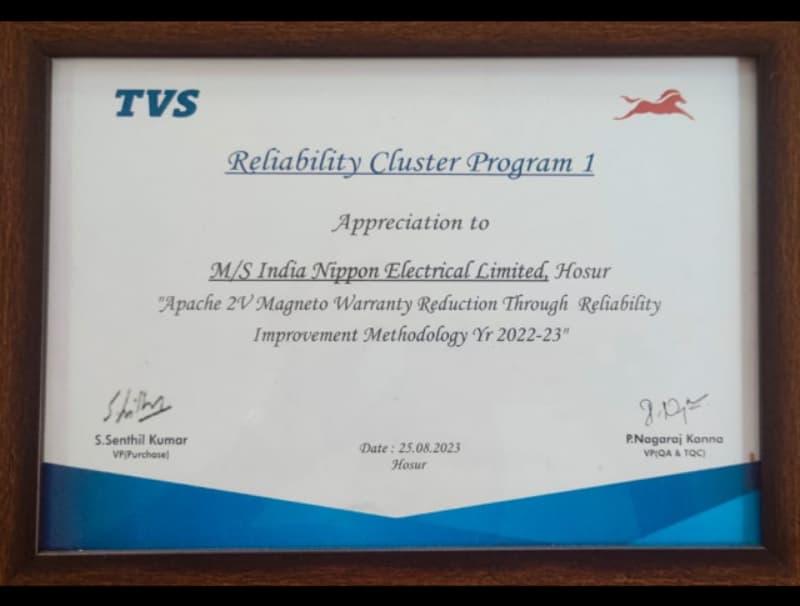 TVS
Reliability Cluster Program 1
Appreciation to
M/S India Nippon Electrical Limited, Hosur
"Apache 2V Magneto Warranty Reduction Through Reliability
Improvement Methodology Yr 2022-23"
S.Senthil Kumar
VP(Purchase)
Date : 25.08.2023
Hosur
P.Nagaraj Kanna
VP(QA & TQC)